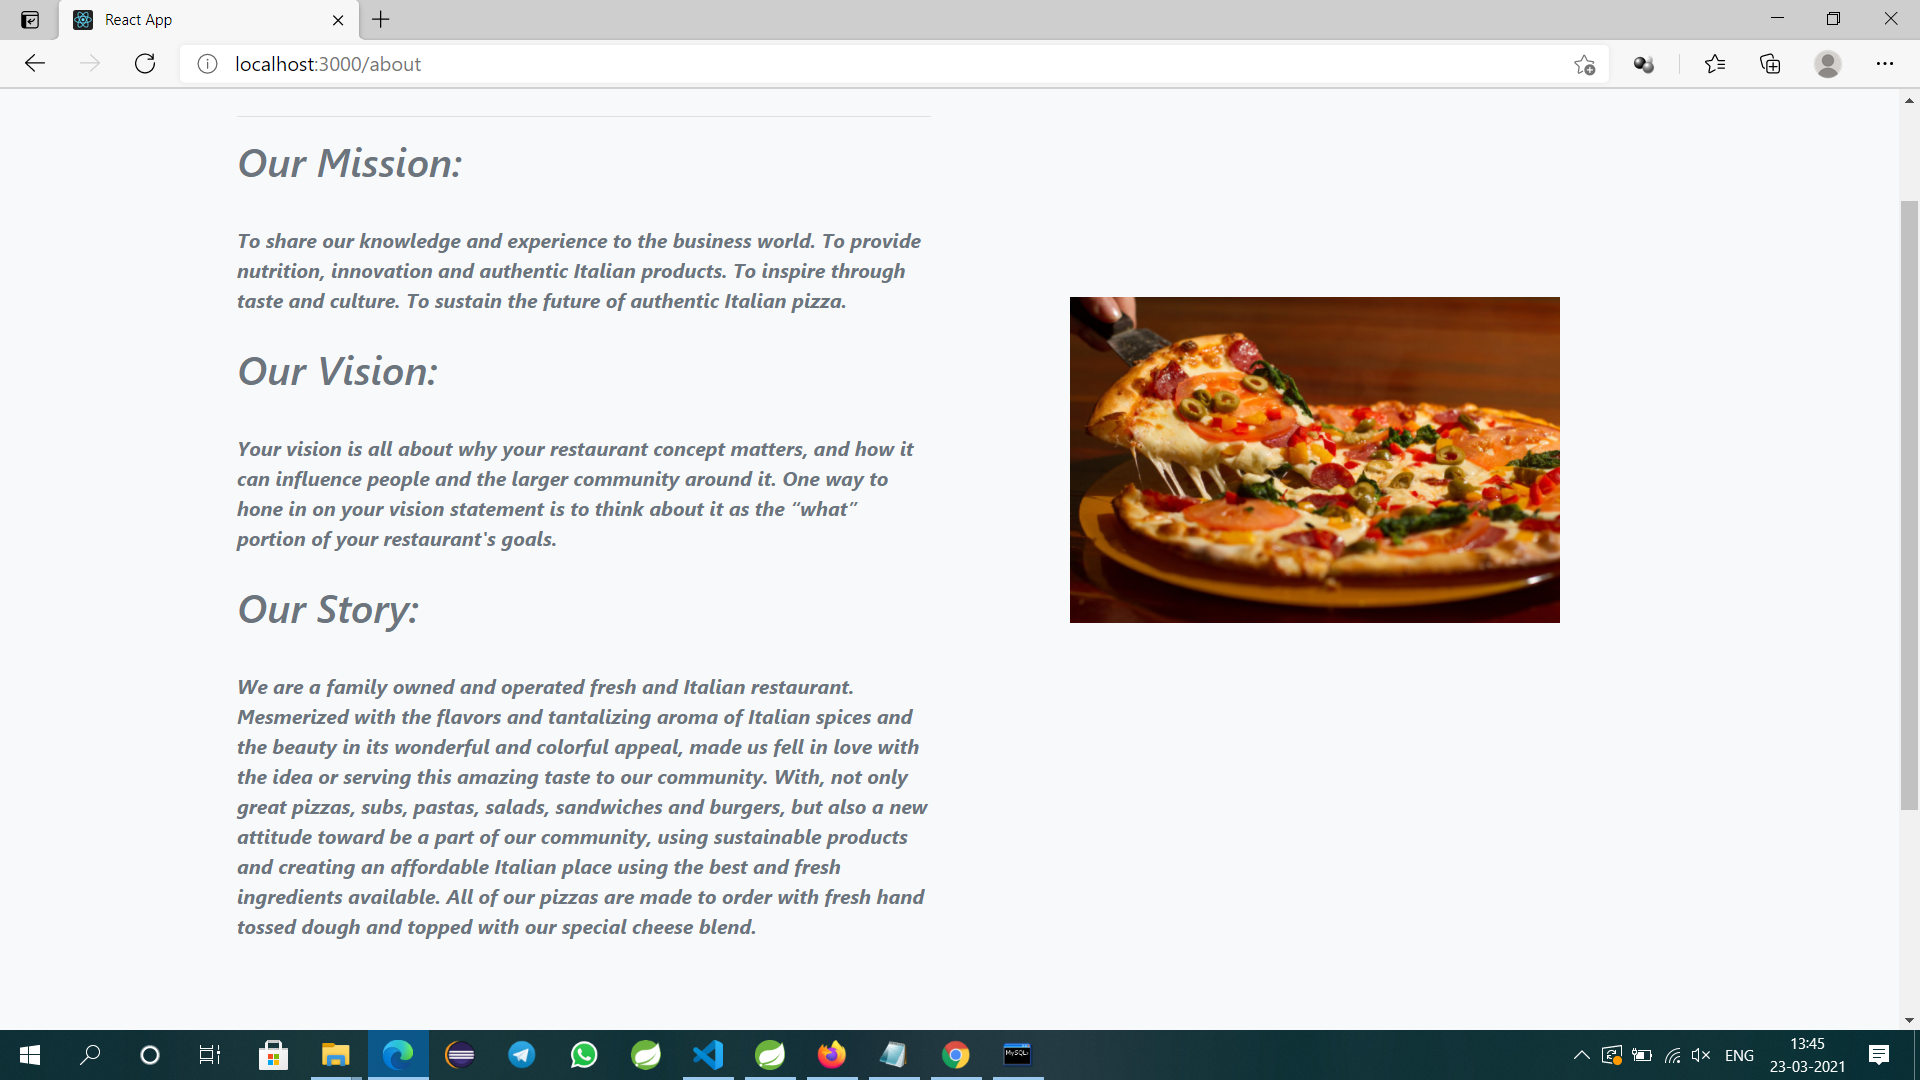 React App
localhost:3000/about
Our Mission:
To share our knowledge and experience to the business world. To provide
nutrition, innovation and authentic Italian products. To inspire through
taste and culture. To sustain the future of authentic Italian pizza.
Our Vision:
Your vision is all about why your restaurant concept matters, and how it
can influence people and the larger community around it. One way to
hone in on your vision statement is to think about it as the “what”
portion of your restaurant's goals.
Our Story:
We are a family owned and operated fresh and Italian restaurant.
Mesmerized with the flavors and tantalizing aroma of Italian spices and
the beauty in its wonderful and colorful appeal, made us fell in love with
the idea or serving this amazing taste to our community. With, not only
great pizzas, subs, pastas, salads, sandwiches and burgers, but also a new
attitude toward be a part of our community, using sustainable products
and creating an affordable Italian place using the best and fresh
ingredients available. All of our pizzas are made to order with fresh hand
tossed dough and topped with our special cheese blend.
ENG
13:45
23-03-2021